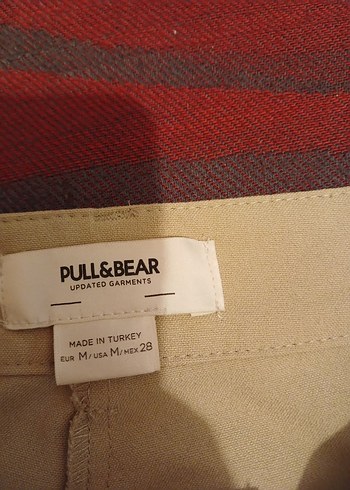 PULL&BEAR
UPDATED GARMENTS
MADE IN TURKEY
EUR M/USA M/MEX 28